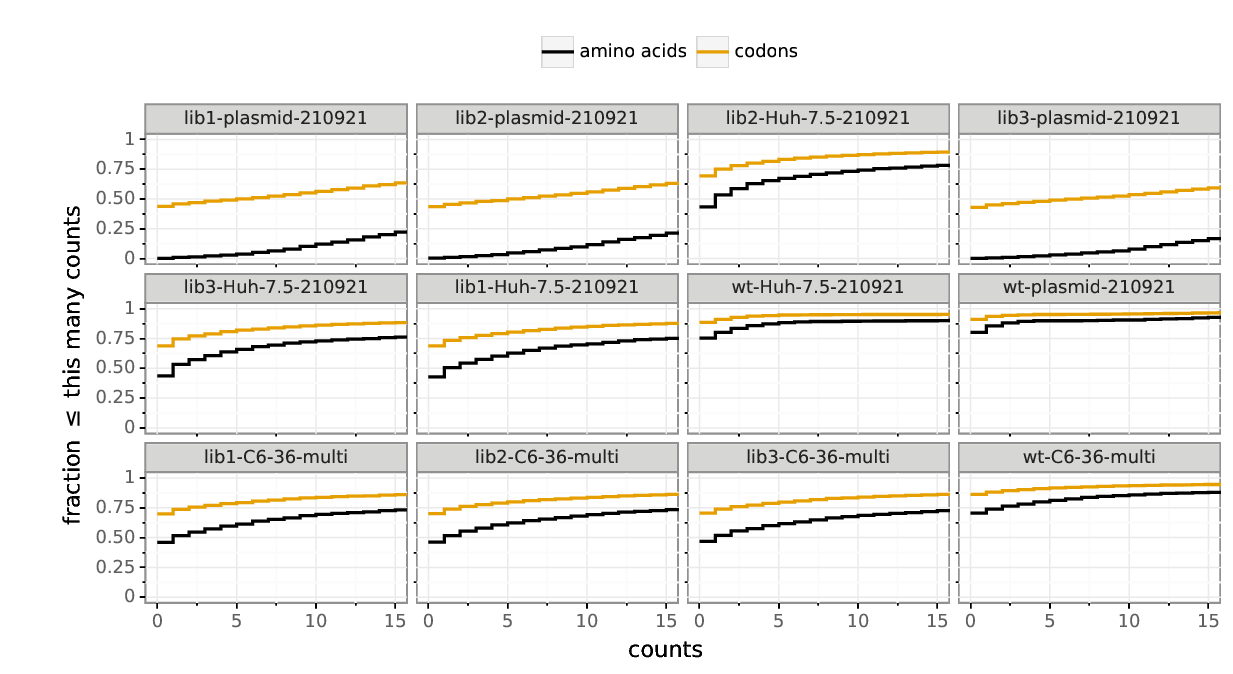 amino acids codons
lib1-plasmid-210921 lib2-plasmid-210921 lib2-Huh-7.5-210921 lib3-plasmid-210921
1
0.75
0.50
0.25
0
lib3-Huh-7.5-210921 lib1-Huh-7.5-210921 wt-Huh-7.5-210921 wt-plasmid-210921
1
0.75
0.50
0.25
0
lib1-C6-36-multi lib2-C6-36-multi lib3-C6-36-multi wt-C6-36-multi
1
0.75
0.50
0.25
0
0 5 10 15 0 5 10 15 0 5 10 15 0 5 10 15
counts
fraction ≤ this many counts